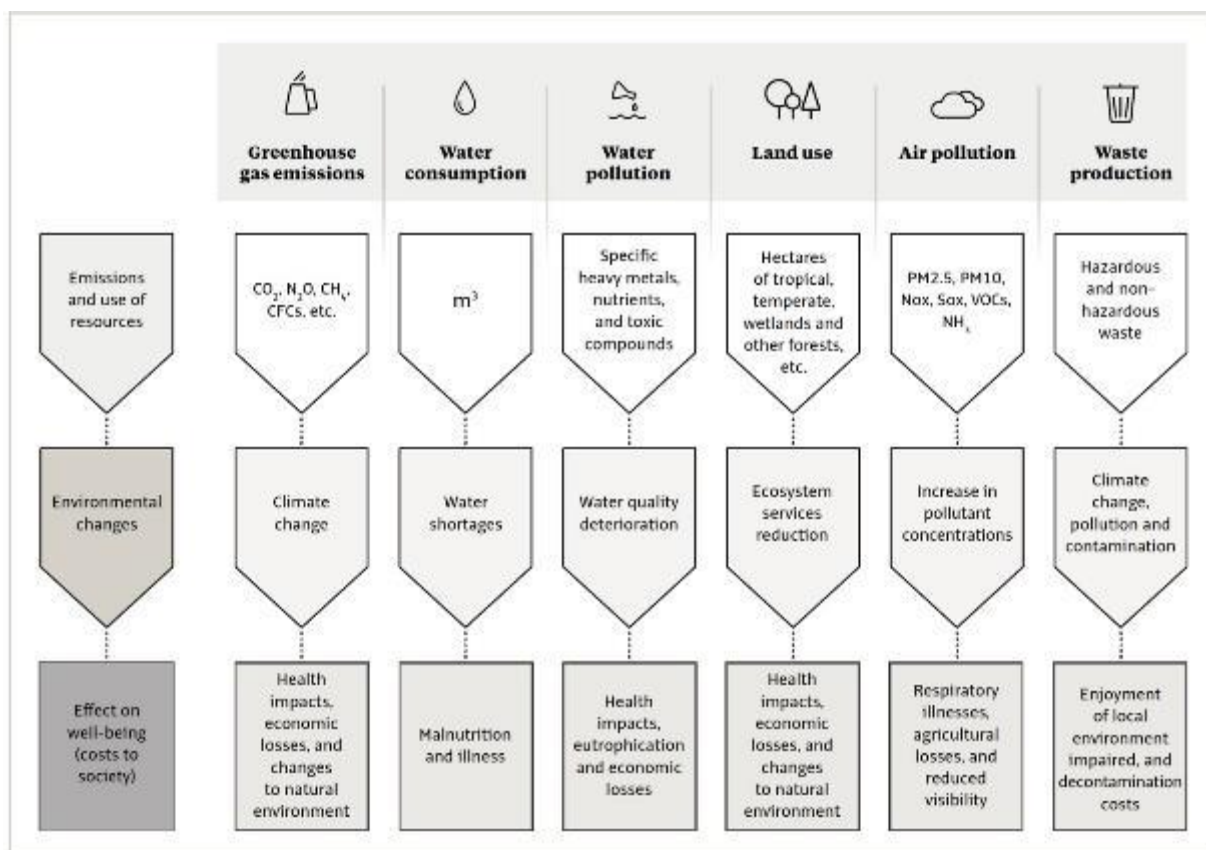 Greenhouse
gas emissions
Water
consumption
Water
pollution
Land use
Air pollution
Waste
production
Emissions
and use of
resources
CO₂, N₂O, CH₄,
CFCs, etc.
m³
Specific
heavy metals,
nutrients,
and toxic
compounds
Hectares
of tropical,
temperate,
wetlands and
other forests,
etc.
PM2.5, PM10,
Nox, Sox, VOCs,
NHₓ
Hazardous
and non-
hazardous
waste
Environmental
changes
Climate
change
Water
shortages
Water quality
deterioration
Ecosystem
services
reduction
Increase in
pollutant
concentrations
Climate
change,
pollution and
contamination
Effect on
well-being
(costs to
society)
Health
impacts,
economic
losses, and
changes
to natural
environment
Malnutrition
and illness
Health
impacts,
eutrophication
and economic
losses
Health
impacts,
economic
losses, and
changes
to natural
environment
Respiratory
illnesses,
agricultural
losses, and
reduced
visibility
Enjoyment
of local
environment
impaired, and
decontamination
costs